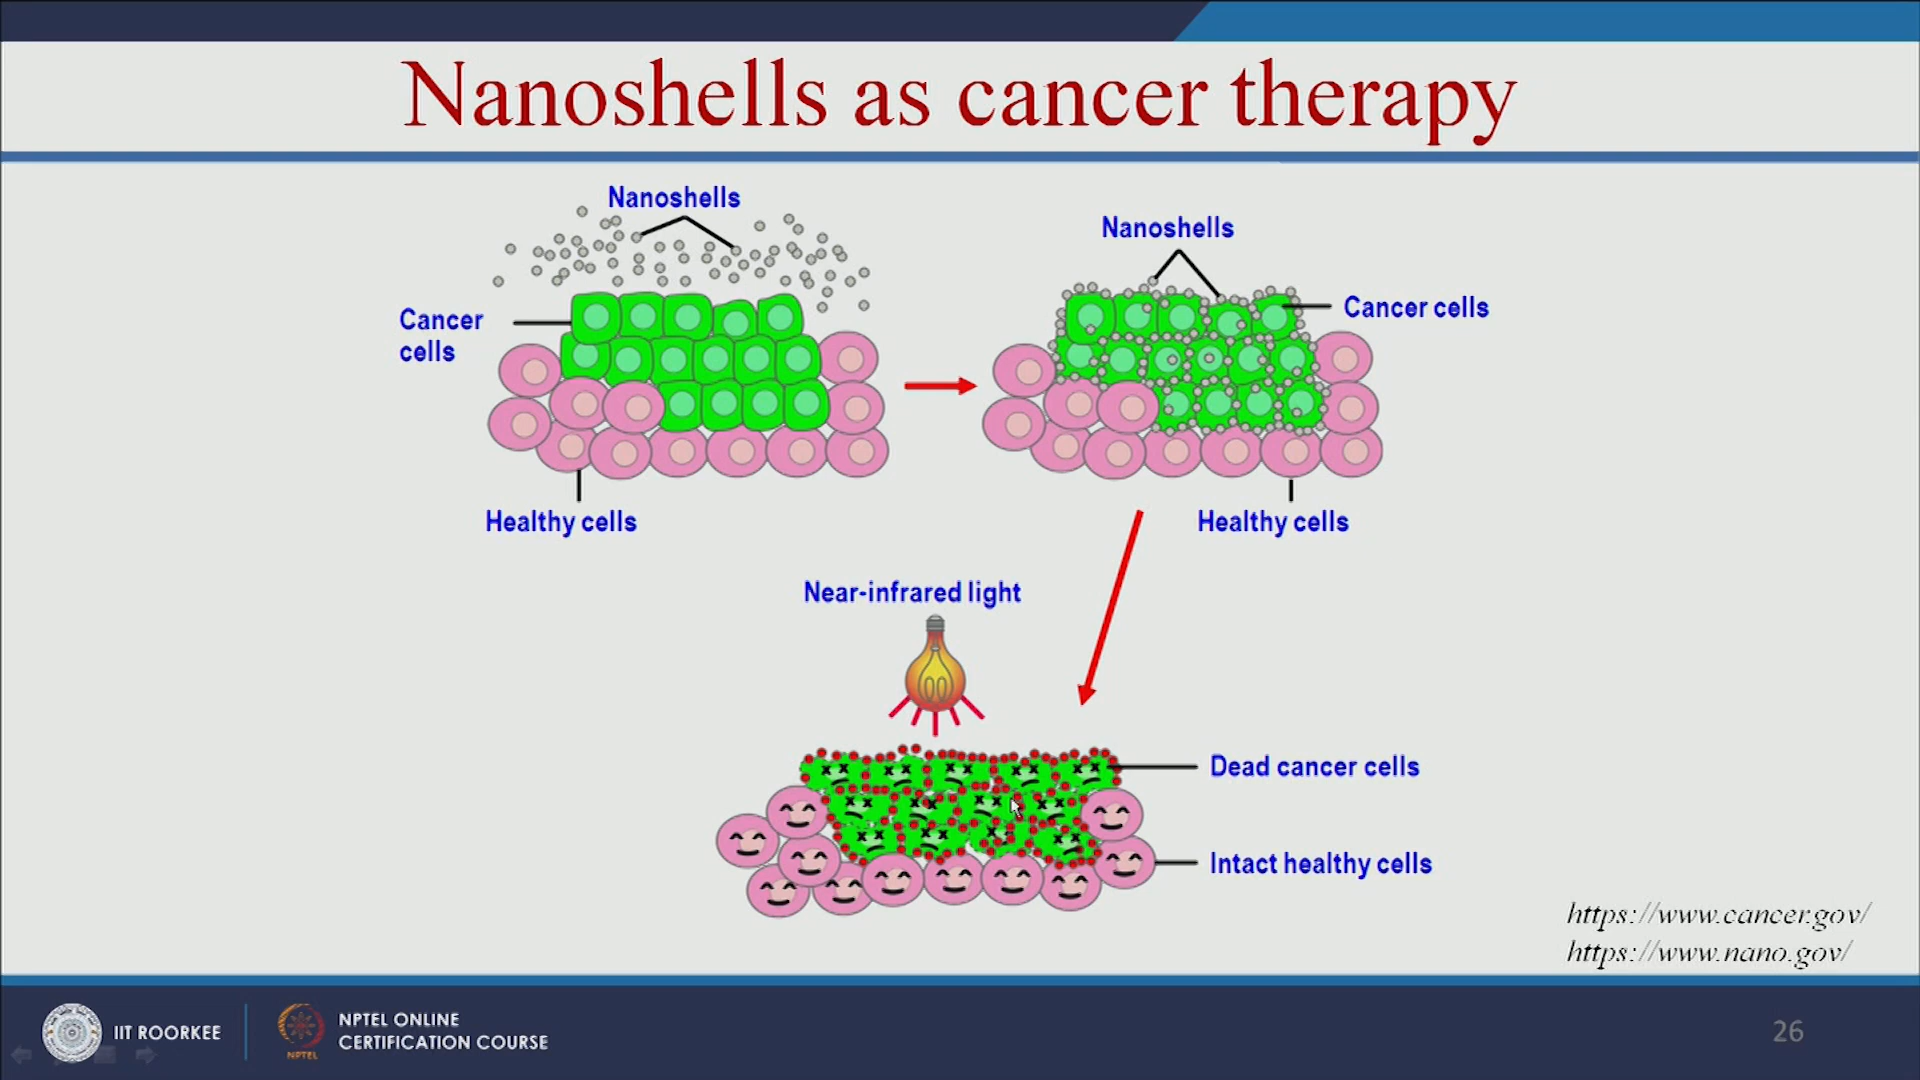 Nanoshells as cancer therapy
Nanoshells
Cancer
cells
Healthy cells
Nanoshells
Cancer cells
Healthy cells
Near-infrared light
Dead cancer cells
Intact healthy cells
https://www.cancer.gov/
https://www.nano.gov/
IIT ROORKEE
NPTEL
NPTEL ONLINE
CERTIFICATION COURSE
26